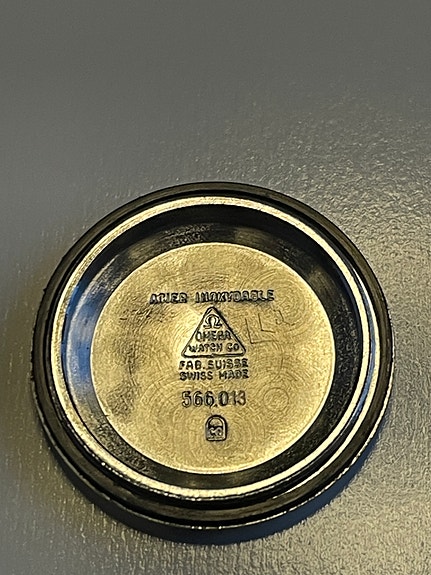 ACIER INOXYDABLE
Ω
OMEGA
WATCH CO
FAB. SUISSE
SWISS MADE
566.013